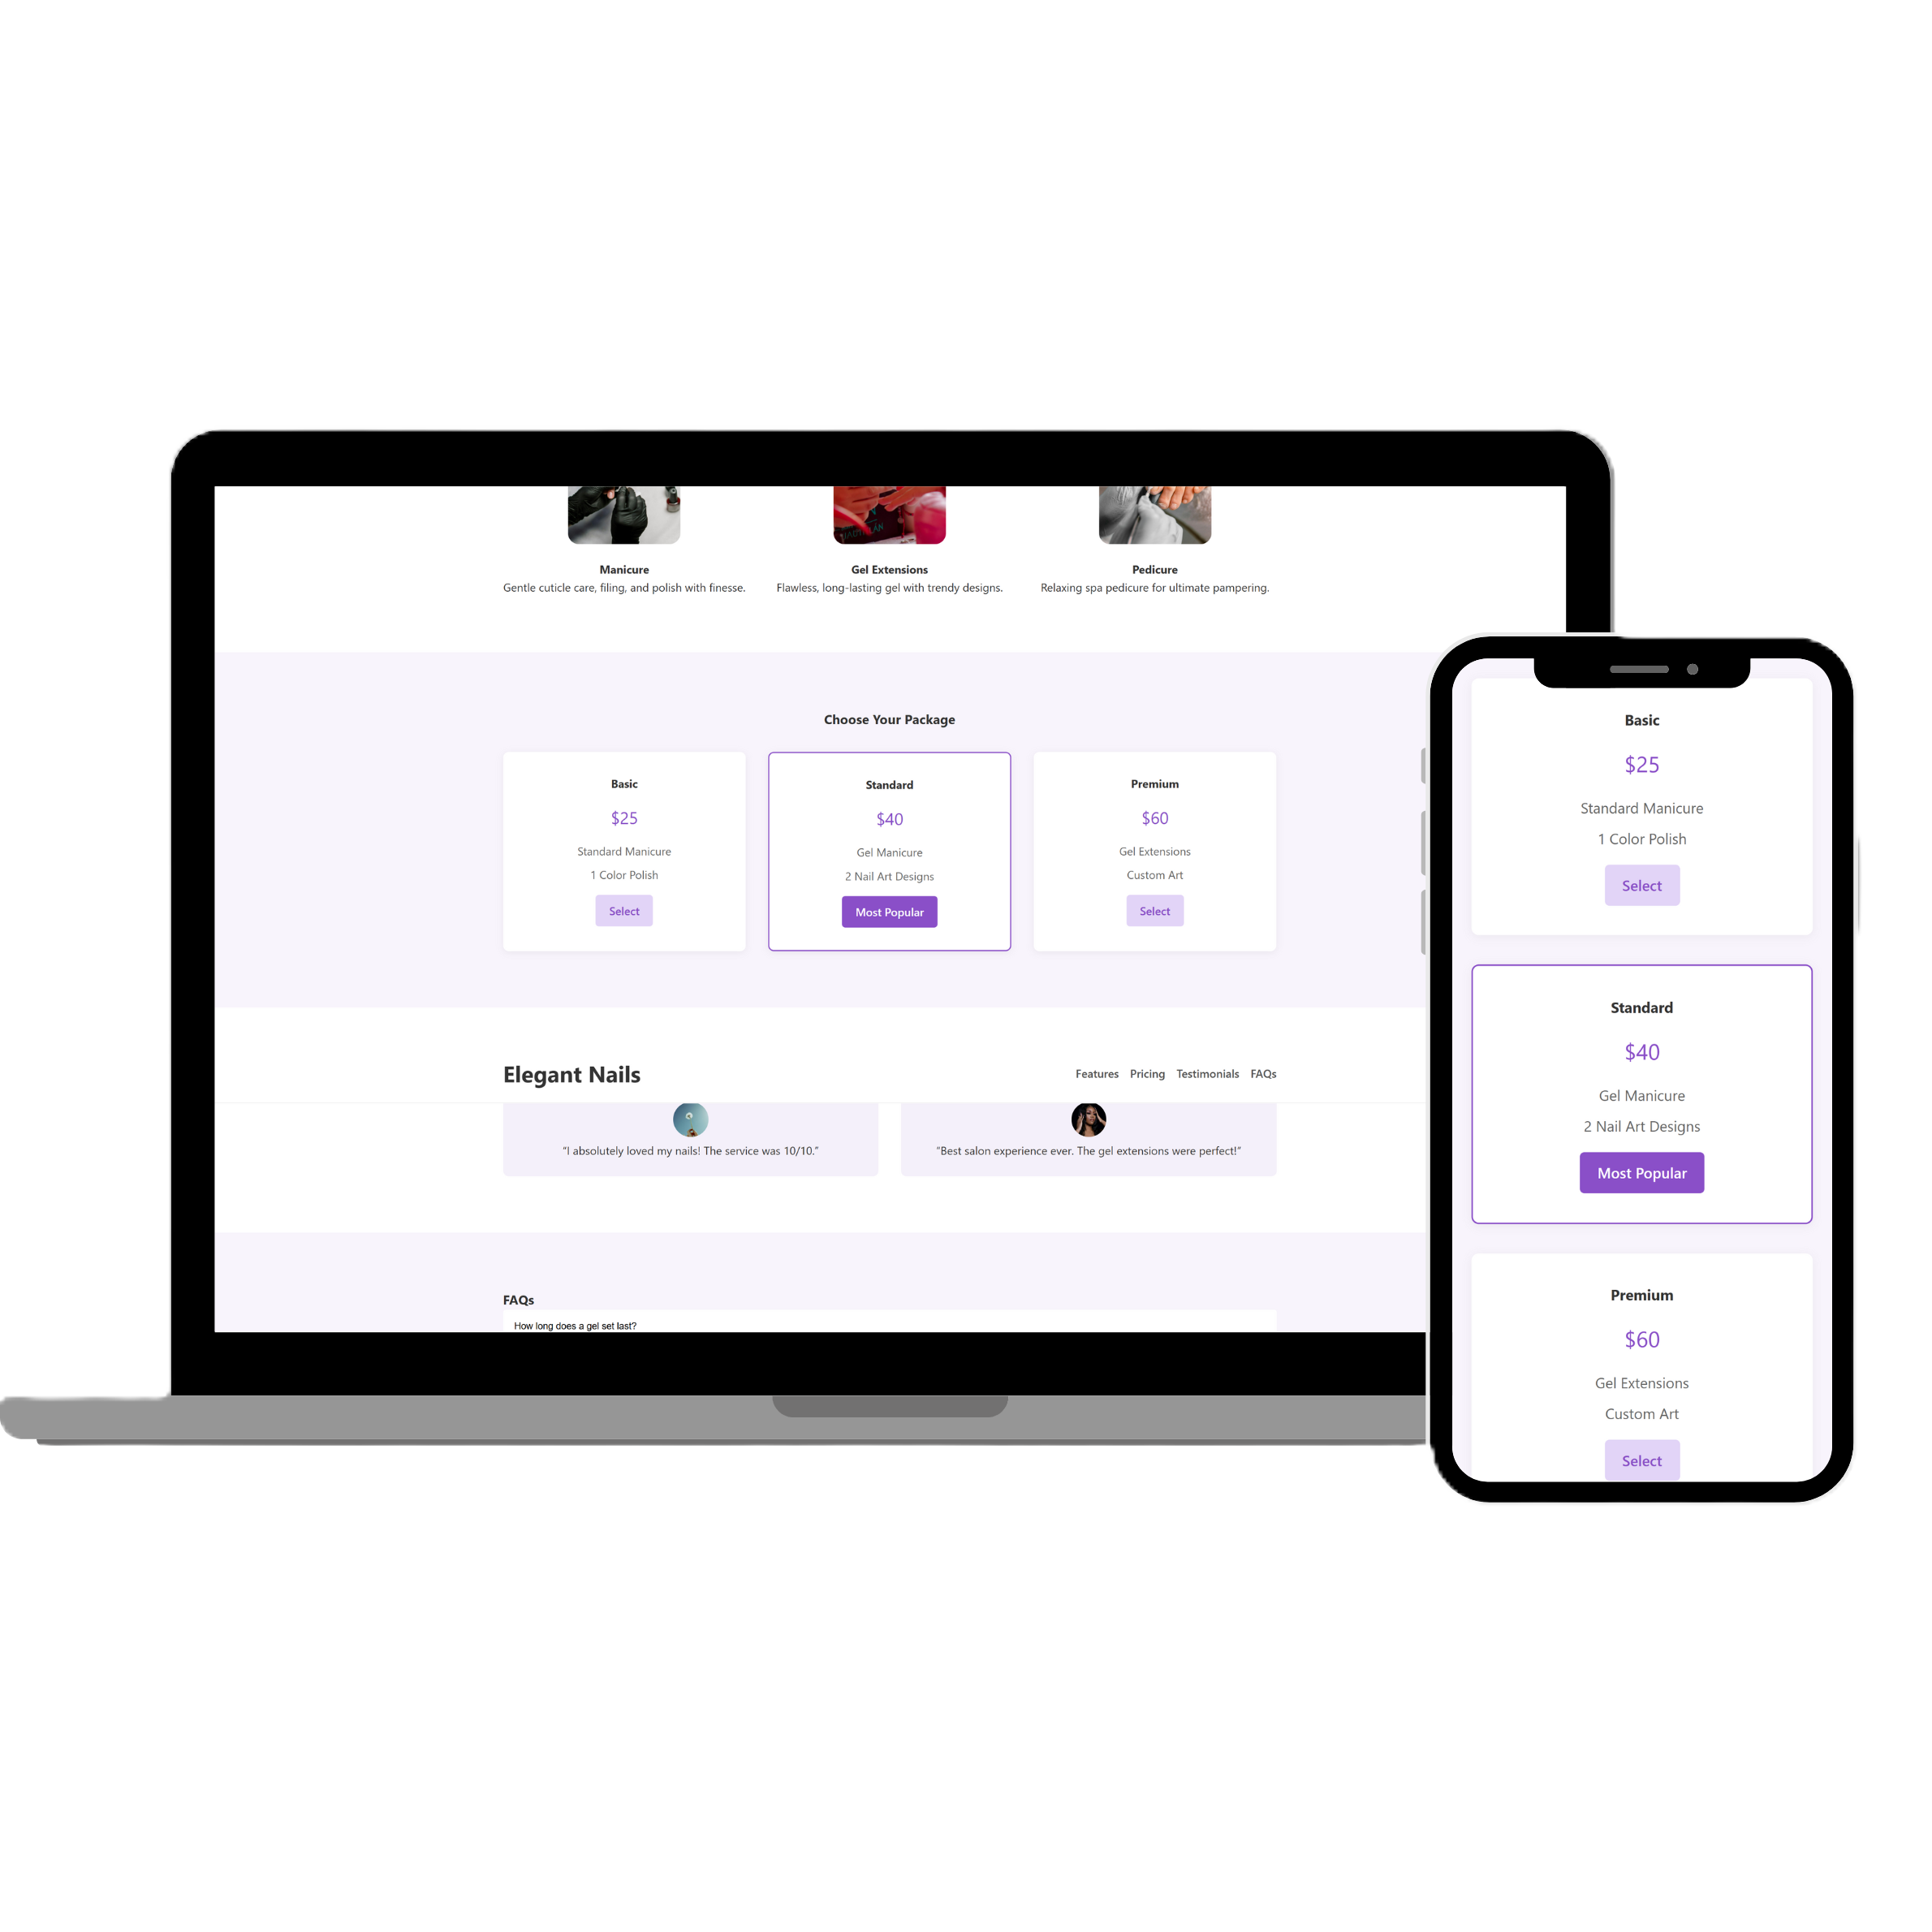 Manicure
Gentle cuticle care, filing, and polish with finesse.
Gel Extensions
Flawless, long-lasting gel with trendy designs.
Pedicure
Relaxing spa pedicure for ultimate pampering.
Choose Your Package
Basic
$25
Standard Manicure
1 Color Polish
Select
Standard
$40
Gel Manicure
2 Nail Art Designs
Most Popular
Premium
$60
Gel Extensions
Custom Art
Select
Elegant Nails
Features Pricing Testimonials FAQs
“I absolutely loved my nails! The service was 10/10.”
“Best salon experience ever. The gel extensions were perfect!”
FAQs
How long does a gel set last?
Basic
$25
Standard Manicure
1 Color Polish
Select
Standard
$40
Gel Manicure
2 Nail Art Designs
Most Popular
Premium
$60
Gel Extensions
Custom Art
Select